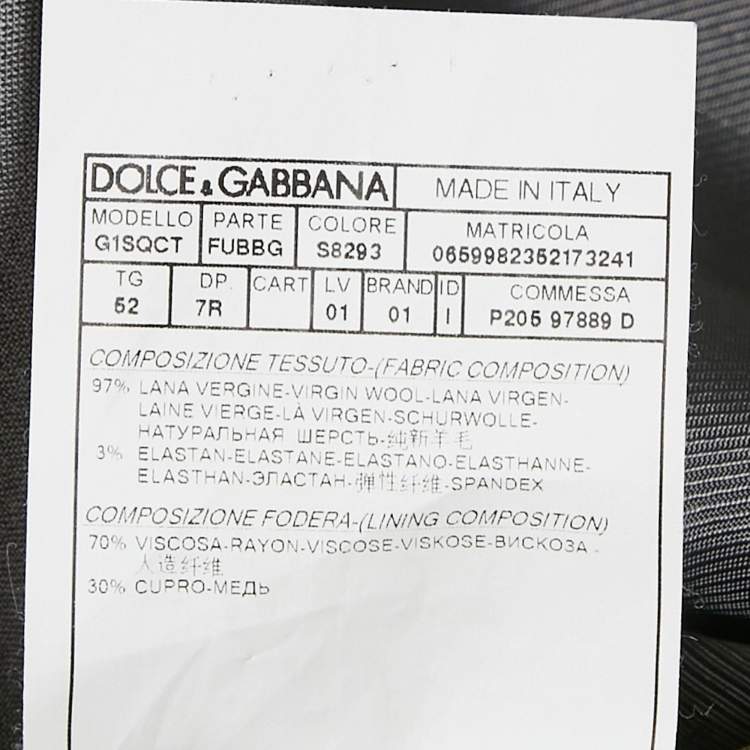 DOLCE & GABBANA MADE IN ITALY
MODELLO PARTE COLORE MATRICOLA
G1SQCT FUBBG S8293 0659982352173241
TG DP. CART LV BRAND ID COMMESSA
52 7R 01 01 I P205 97889 D
COMPOSIZIONE TESSUTO-(FABRIC COMPOSITION)
97% LANA VERGINE-VIRGIN WOOL-LANA VIRGEN-
LAINE VIERGE-LÀ VIRGEN-SCHURWOLLE-
НАТУРАЛЬНАЯ ШЕРСТЬ-纯新羊毛
3% ELASTAN-ELASTANE-ELASTANO-ELASTHANNE-
ELASTHAN-ЭЛАСТАН-弹性纤维-SPANDEX
COMPOSIZIONE FODERA-(LINING COMPOSITION)
70% VISCOSA-RAYON-VISCOSE-VISKOSE-ВИСКОЗА-
人造纤维
30% CUPRO-МЕДЬ